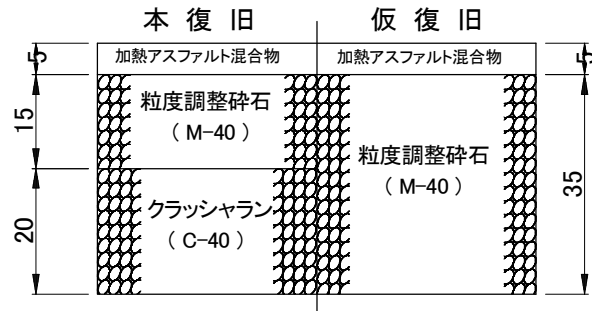 本復旧 仮復旧
5 加熱アスファルト混合物 加熱アスファルト混合物 5
15 粒度調整砕石
( M-40 )
粒度調整砕石
( M-40 )
35
20 クラッシャラン
( C-40 )